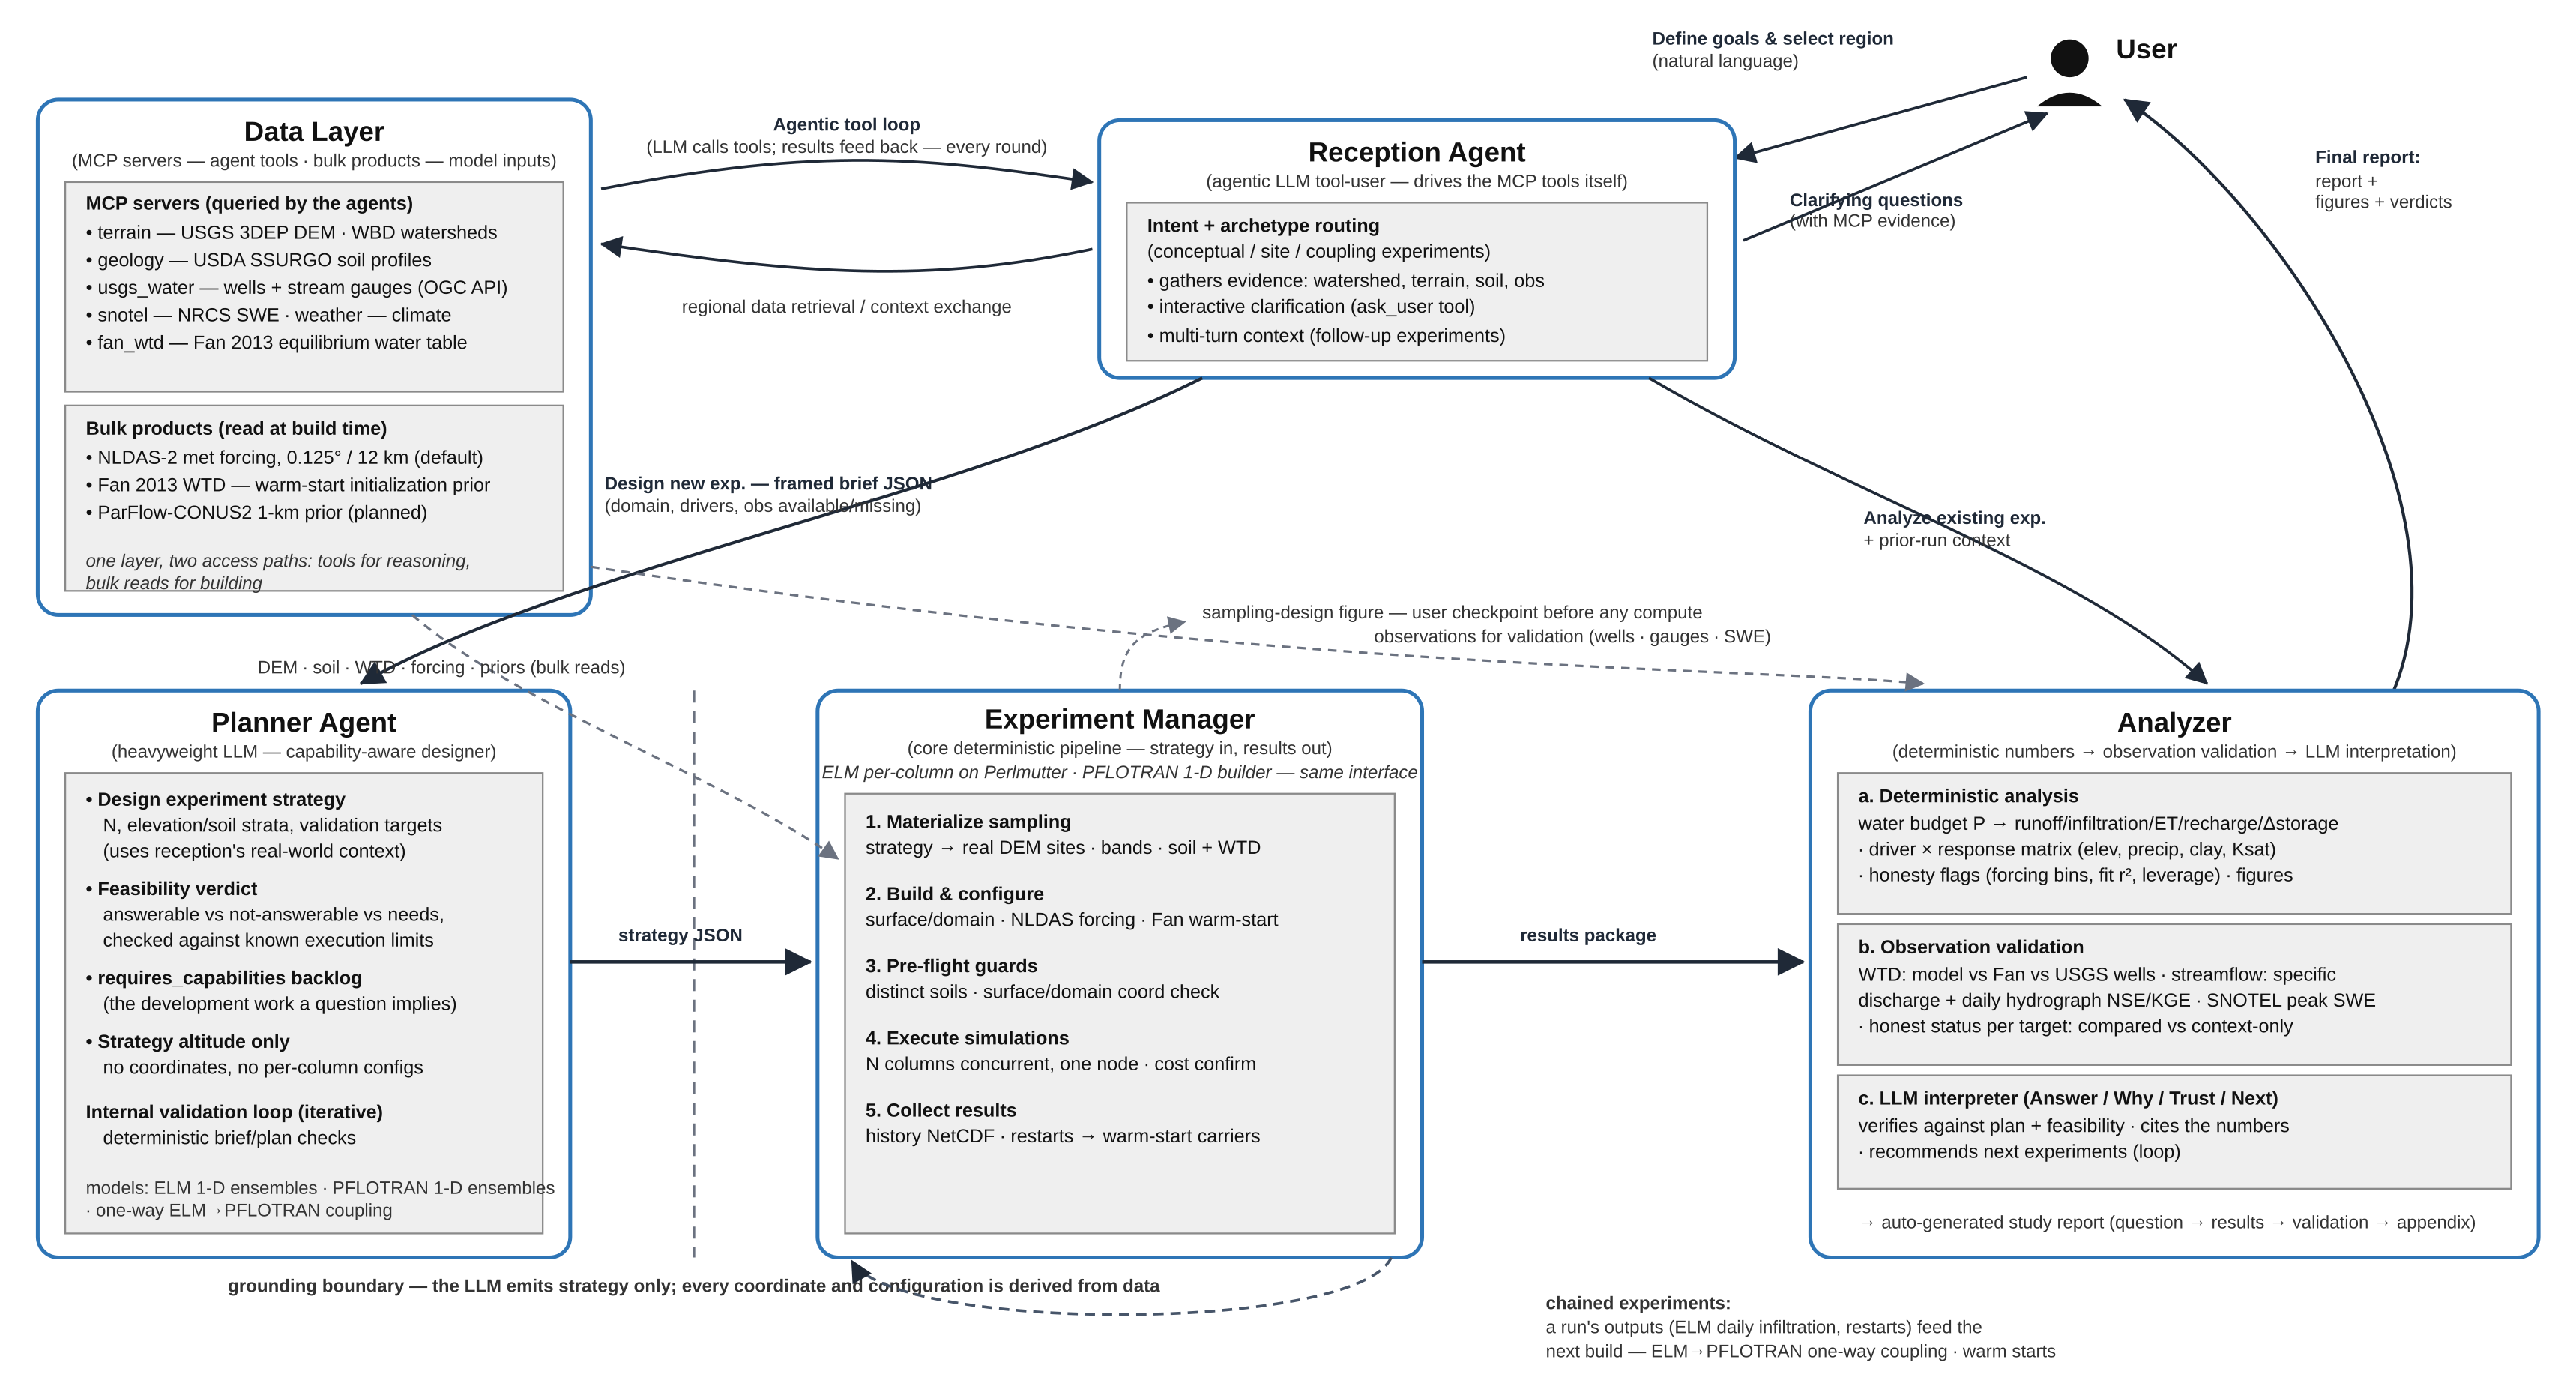 Define goals & select region
(natural language)
User
Data Layer
(MCP servers — agent tools · bulk products — model inputs)
MCP servers (queried by the agents)
• terrain — USGS 3DEP DEM · WBD watersheds
• geology — USDA SSURGO soil profiles
• usgs_water — wells + stream gauges (OGC API)
• snotel — NRCS SWE · weather — climate
• fan_wtd — Fan 2013 equilibrium water table
Bulk products (read at build time)
• NLDAS-2 met forcing, 0.125° / 12 km (default)
• Fan 2013 WTD — warm-start initialization prior
• ParFlow-CONUS2 1-km prior (planned)
one layer, two access paths: tools for reasoning,
bulk reads for building
Agentic tool loop
(LLM calls tools; results feed back — every round)
regional data retrieval / context exchange
Reception Agent
(agentic LLM tool-user — drives the MCP tools itself)
Intent + archetype routing
(conceptual / site / coupling experiments)
• gathers evidence: watershed, terrain, soil, obs
• interactive clarification (ask_user tool)
• multi-turn context (follow-up experiments)
Clarifying questions
(with MCP evidence)
Final report:
report +
figures + verdicts
Design new exp. — framed brief JSON
(domain, drivers, obs available/missing)
Analyze existing exp.
+ prior-run context
sampling-design figure — user checkpoint before any compute
observations for validation (wells · gauges · SWE)
DEM · soil · WTD · forcing · priors (bulk reads)
Planner Agent
(heavyweight LLM — capability-aware designer)
• Design experiment strategy
N, elevation/soil strata, validation targets
(uses reception's real-world context)
• Feasibility verdict
answerable vs not-answerable vs needs,
checked against known execution limits
• requires_capabilities backlog
(the development work a question implies)
• Strategy altitude only
no coordinates, no per-column configs
Internal validation loop (iterative)
deterministic brief/plan checks
models: ELM 1-D ensembles · PFLOTRAN 1-D ensembles
· one-way ELM→PFLOTRAN coupling
strategy JSON
Experiment Manager
(core deterministic pipeline — strategy in, results out)
ELM per-column on Perlmutter · PFLOTRAN 1-D builder — same interface
1. Materialize sampling
strategy → real DEM sites · bands · soil + WTD
2. Build & configure
surface/domain · NLDAS forcing · Fan warm-start
3. Pre-flight guards
distinct soils · surface/domain coord check
4. Execute simulations
N columns concurrent, one node · cost confirm
5. Collect results
history NetCDF · restarts → warm-start carriers
results package
Analyzer
(deterministic numbers → observation validation → LLM interpretation)
a. Deterministic analysis
water budget P → runoff/infiltration/ET/recharge/Δstorage
· driver × response matrix (elev, precip, clay, Ksat)
· honesty flags (forcing bins, fit r², leverage) · figures
b. Observation validation
WTD: model vs Fan vs USGS wells · streamflow: specific
discharge + daily hydrograph NSE/KGE · SNOTEL peak SWE
· honest status per target: compared vs context-only
c. LLM interpreter (Answer / Why / Trust / Next)
verifies against plan + feasibility · cites the numbers
· recommends next experiments (loop)
→ auto-generated study report (question → results → validation → appendix)
grounding boundary — the LLM emits strategy only; every coordinate and configuration is derived from data
chained experiments:
a run's outputs (ELM daily infiltration, restarts) feed the
next build — ELM→PFLOTRAN one-way coupling · warm starts